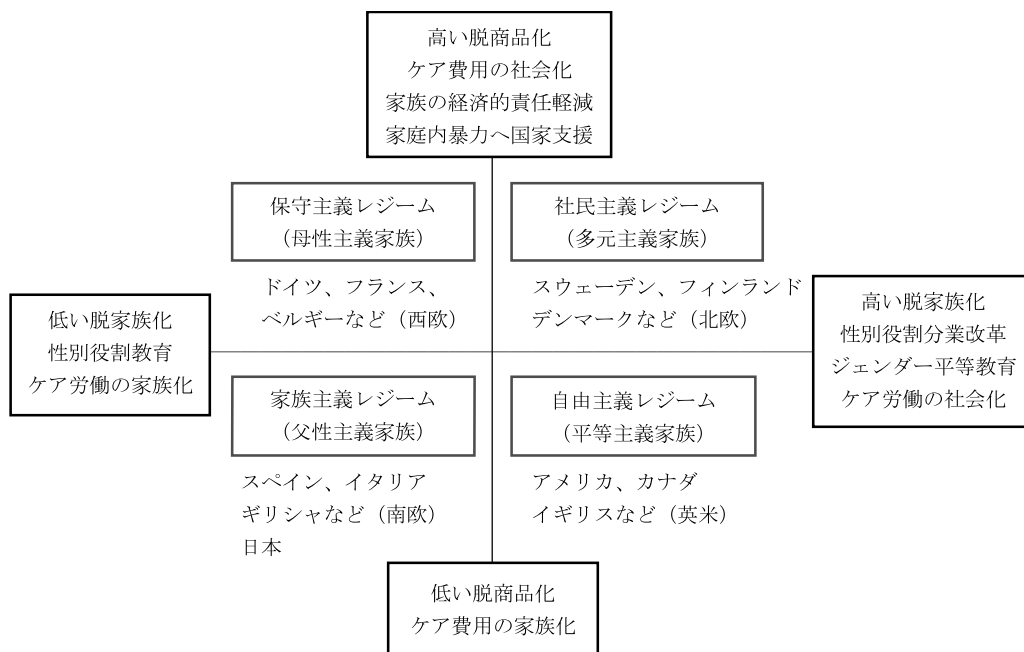 高い脱商品化
ケア費用の社会化
家族の経済的責任軽減
家庭内暴力へ国家支援
保守主義レジーム
（母性主義家族）
ドイツ、フランス、
ベルギーなど（西欧）
社民主義レジーム
（多元主義家族）
スウェーデン、フィンランド
デンマークなど（北欧）
低い脱家族化
性別役割教育
ケア労働の家族化
高い脱家族化
性別役割分業改革
ジェンダー平等教育
ケア労働の社会化
家族主義レジーム
（父性主義家族）
スペイン、イタリア
ギリシャなど（南欧）
日本
自由主義レジーム
（平等主義家族）
アメリカ、カナダ
イギリスなど（英米）
低い脱商品化
ケア費用の家族化